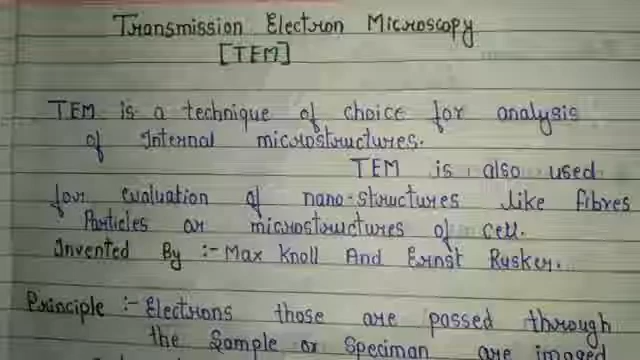 Transmission Electron Microscopy
[TEM]
TEM is a technique of choice for analysis
of Internal microstructures.
TEM is also used
for evaluation of nano-structures like fibres
Particles or microstructures of cell.
Invented By :- Max Knoll And Ernst Rusker.
Principle :- Electrons those are passed through
the Sample or Speciman are imaged